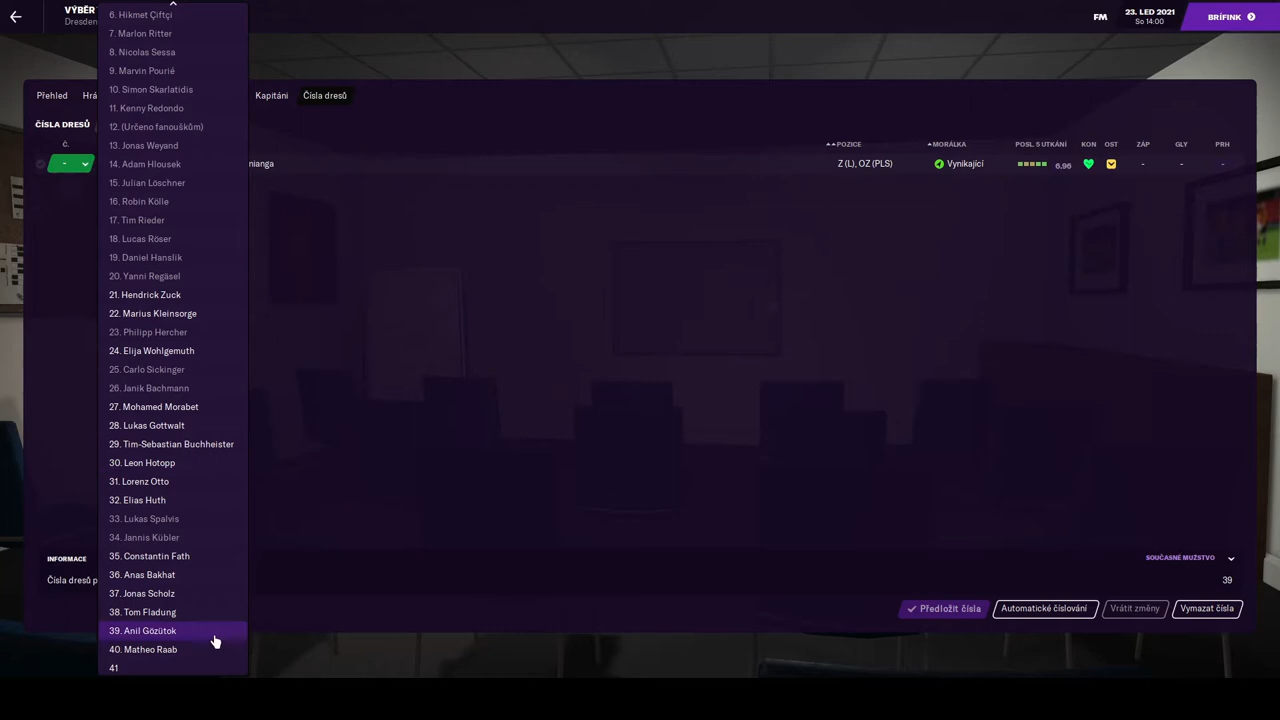 VÝBĚR
Dresden
FM
23. LED 2021
So 14:00
BRÍFINK
Přehled
Hrá
Kapitáni
Čísla dresů
ČÍSLA DRESŮ
Č.
POZICE
MORÁLKA
POSL. 5 UTKÁNÍ
KON
OST
ZÁP
GLY
PRH
-
nianga
Z (L), OZ (PLS)
Vynikající
6.96
-
-
-
6. Hikmet Çiftçi
7. Marlon Ritter
8. Nicolas Sessa
9. Marvin Pourié
10. Simon Skarlatidis
11. Kenny Redondo
12. (Určeno fanouškům)
13. Jonas Weyand
14. Adam Hlousek
15. Julian Löschner
16. Robin Kölle
17. Tim Rieder
18. Lucas Röser
19. Daniel Hanslik
20. Yanni Regäsel
21. Hendrick Zuck
22. Marius Kleinsorge
23. Philipp Hercher
24. Elija Wohlgemuth
25. Carlo Sickinger
26. Janik Bachmann
27. Mohamed Morabet
28. Lukas Gottwalt
29. Tim-Sebastian Buchheister
30. Leon Hotopp
31. Lorenz Otto
32. Elias Huth
33. Lukas Spalvis
34. Jannis Kübler
35. Constantin Fath
36. Anas Bakhat
37. Jonas Scholz
38. Tom Fladung
39. Anil Gözütok
40. Matheo Raab
41
INFORMACE
Čísla dresů p
SOUČASNÉ MUŽSTVO
39
Předložit čísla
Automatické číslování
Vrátit změny
Vymazat čísla